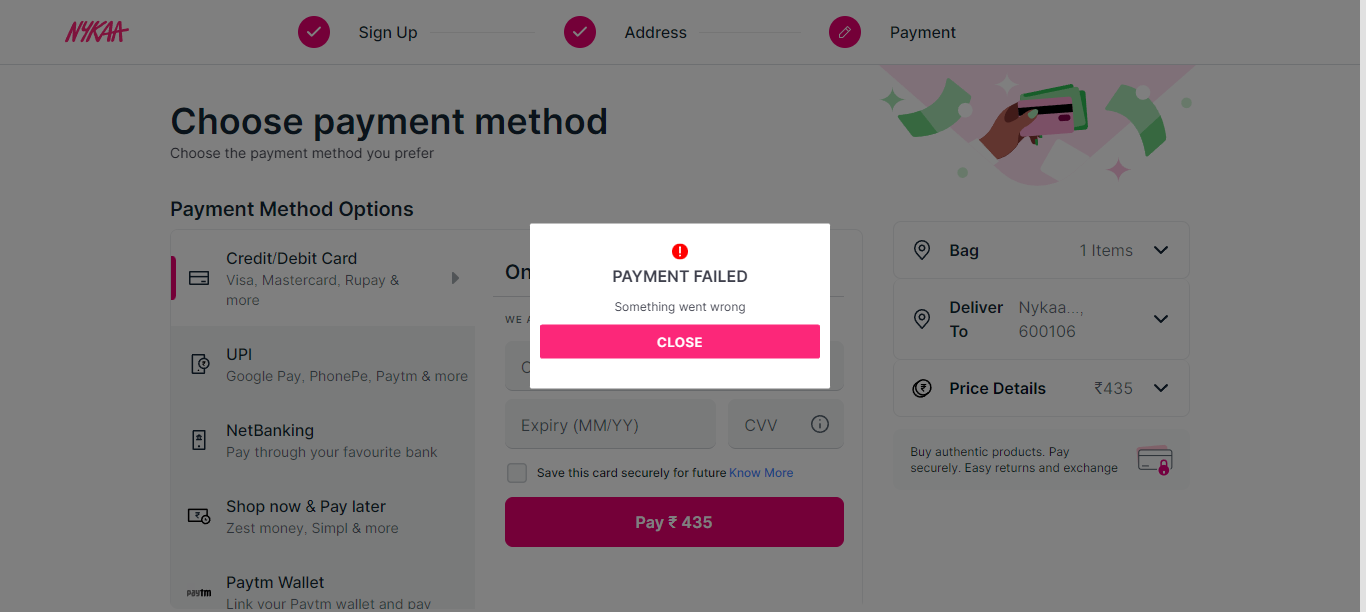 NYKAA
Sign Up
Address
Payment
Choose payment method
Choose the payment method you prefer
Payment Method Options
Credit/Debit Card
Visa, Mastercard, Rupay &
more
UPI
Google Pay, PhonePe, Paytm & more
NetBanking
Pay through your favourite bank
Shop now & Pay later
Zest money, Simpl & more
Paytm Wallet
Link your Paytm wallet and pay
On
WE A
PAYMENT FAILED
Something went wrong
CLOSE
C
Expiry (MM/YY)
CVV
Save this card securely for future Know More
Pay ₹ 435
Bag
1 Items
Deliver
To
Nykaa...,
600106
Price Details
₹435
Buy authentic products. Pay
securely. Easy returns and exchange